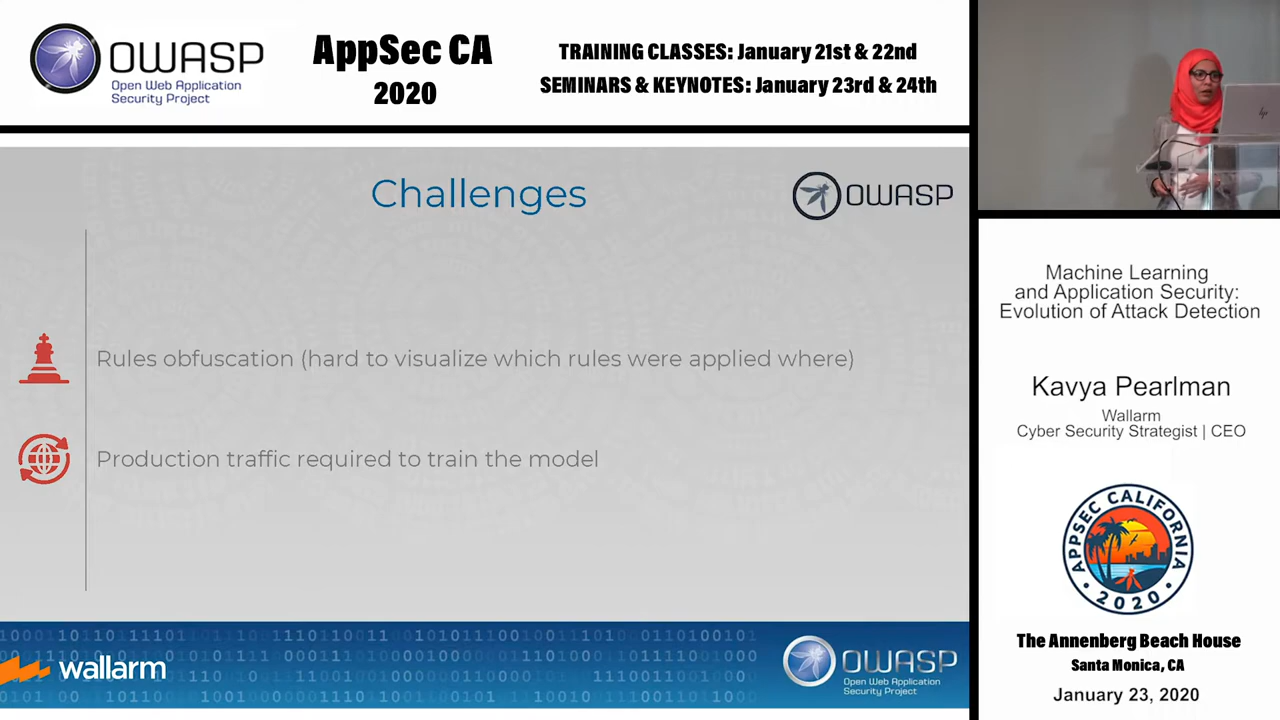 OWASP
Open Web Application
Security Project
AppSec CA
2020
TRAINING CLASSES: January 21st & 22nd
SEMINARS & KEYNOTES: January 23rd & 24th
Challenges
OWASP
Rules obfuscation (hard to visualize which rules were applied where)
Production traffic required to train the model
wallarm
OWASP
Open Web Application
Security Project
hp
Machine Learning
and Application Security:
Evolution of Attack Detection
Kavya Pearlman
Wallarm
Cyber Security Strategist | CEO
APPSEC CALIFORNIA
• 2020 •
The Annenberg Beach House
Santa Monica, CA
January 23, 2020